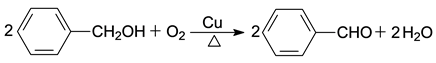 2 CH₂OH + O₂ Cu △ 2 CHO + 2H₂O